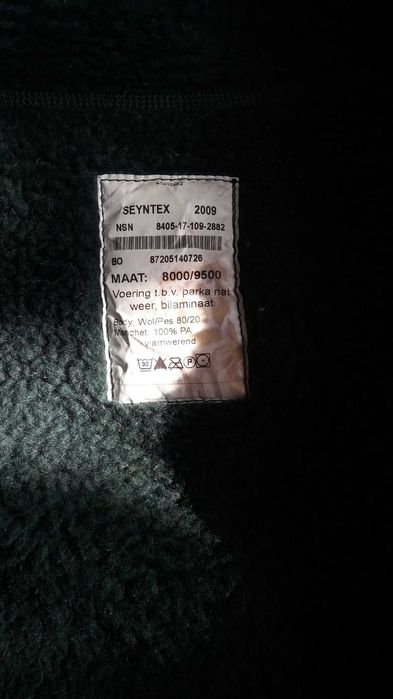 SEYNTEX 2009
NSN 8405-17-109-2882
BO 87205140726
MAAT: 8000/9500
Voering t.b.v. parka nat
weer, bilaminaat
Body: Wol/Pes 80/20
Manchet: 100% PA
vlamwerend
30 P